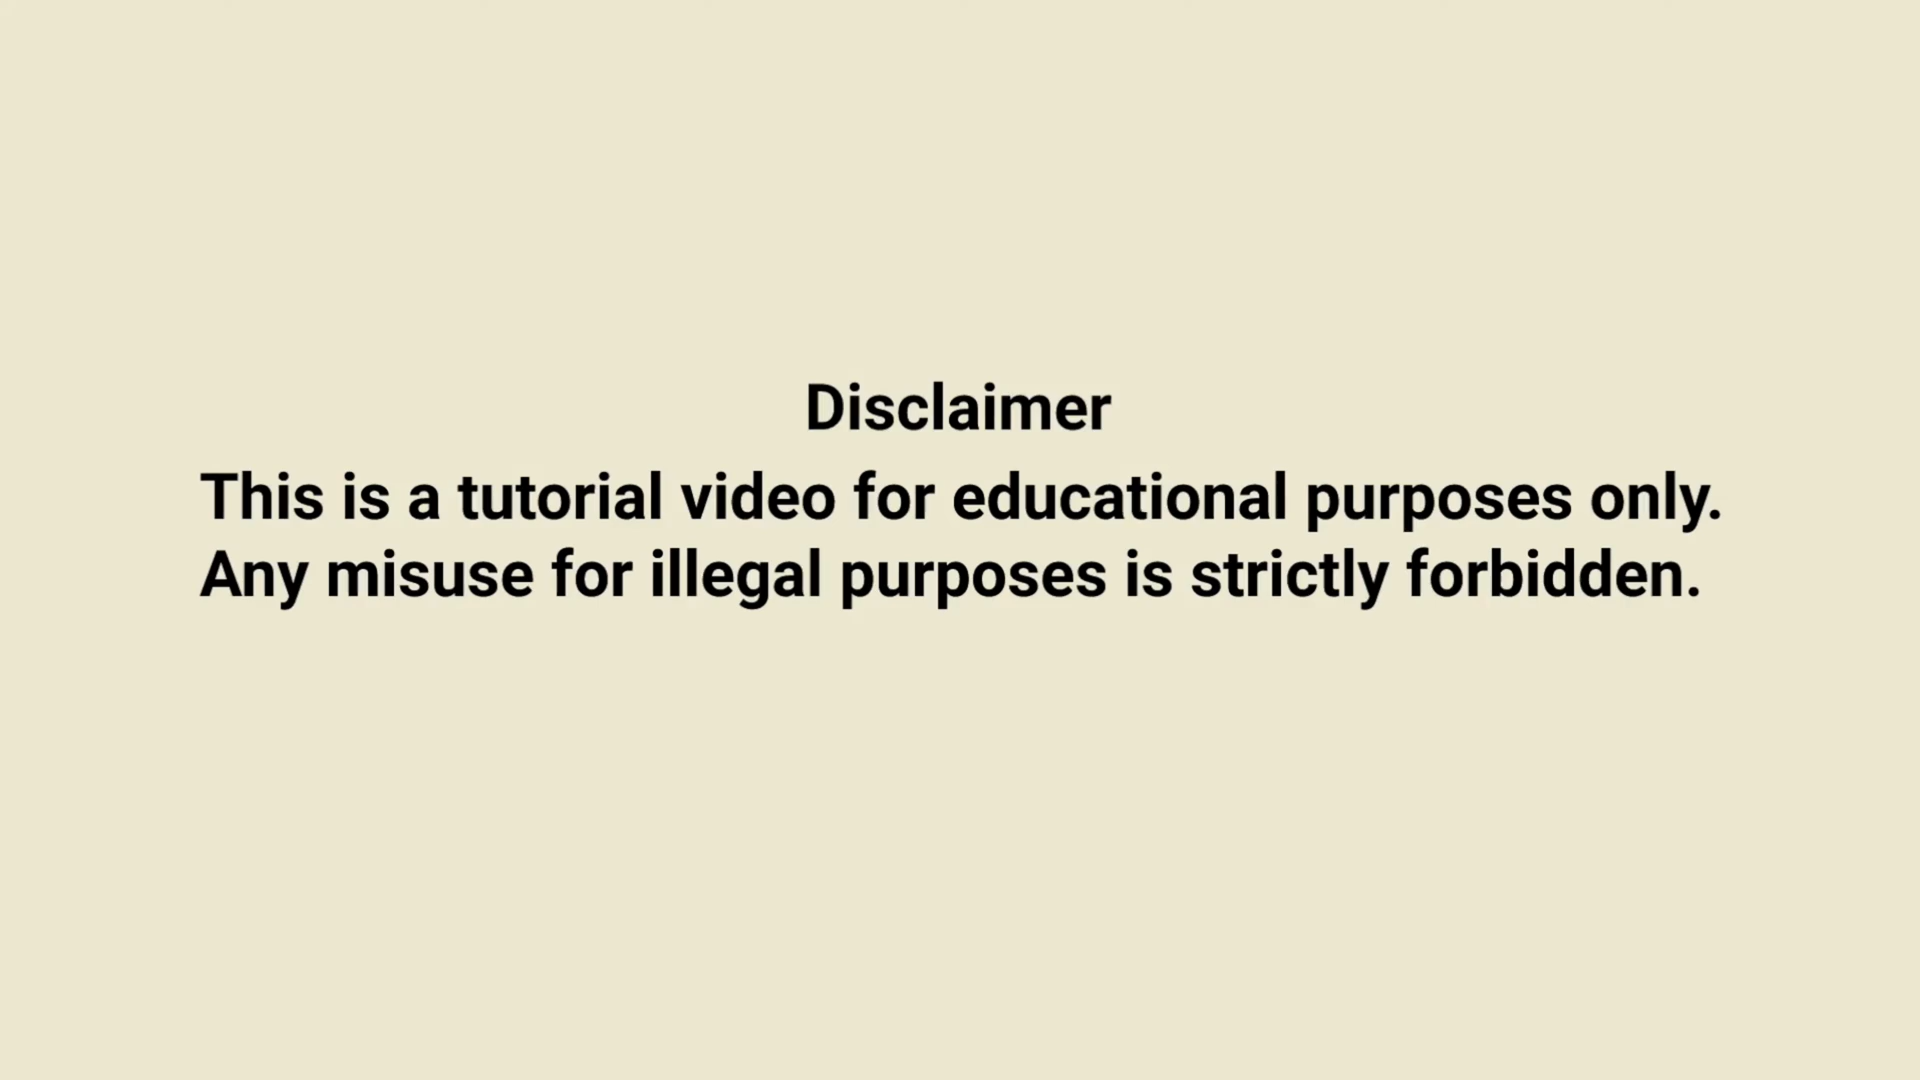 Disclaimer
This is a tutorial video for educational purposes only.
Any misuse for illegal purposes is strictly forbidden.